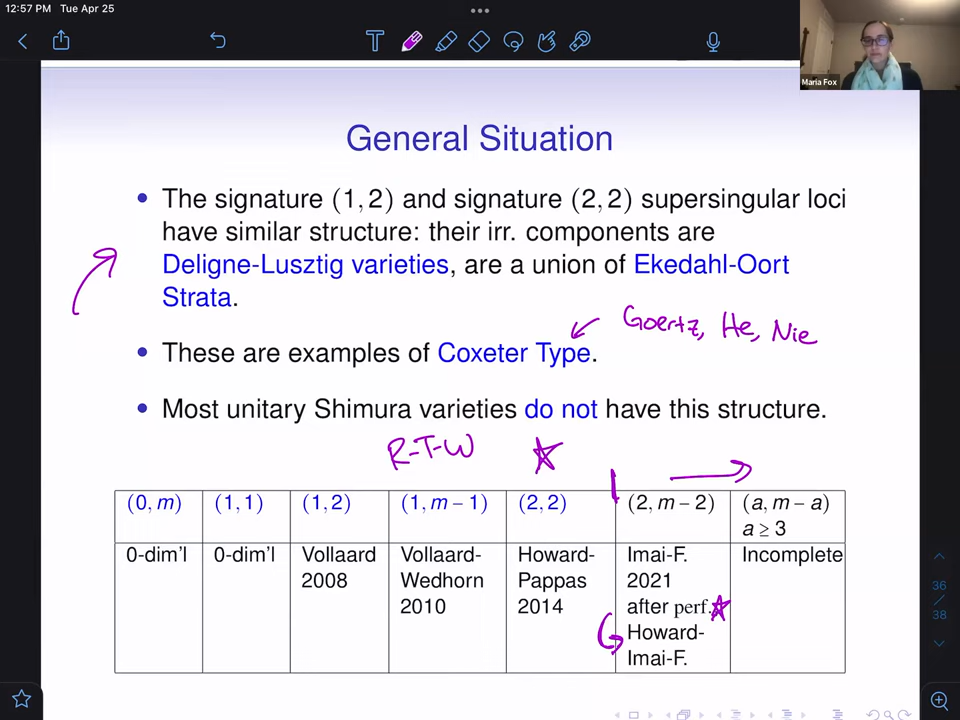 12:57 PM Tue Apr 25
Maria Fox
General Situation
• The signature (1, 2) and signature (2, 2) supersingular loci
have similar structure: their irr. components are
Deligne-Lusztig varieties, are a union of Ekedahl-Oort
Strata.
Goertz, He, Nie
• These are examples of Coxeter Type.
• Most unitary Shimura varieties do not have this structure.
R-T-W
(0, m) (1, 1) (1, 2) (1, m − 1) (2, 2) (2, m − 2) (a, m − a)
a ≥ 3
0-dim'l 0-dim'l Vollaard Vollaard- Howard- Imai-F. Incomplete
2008 Wedhorn Pappas 2021
2010 2014 after perf.
Howard-
Imai-F.
36
/
38